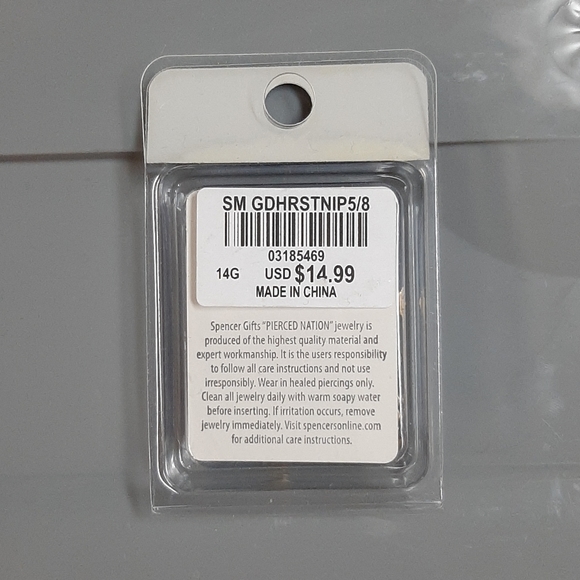 SM GDHRSTNIP5/8
03185469
14G USD $14.99
MADE IN CHINA
Spencer Gifts "PIERCED NATION" jewelry is
produced of the highest quality material and
expert workmanship. It is the users responsibility
to follow all care instructions and not use
irresponsibly. Wear in healed piercings only.
Clean all jewelry daily with warm soapy water
before inserting. If irritation occurs, remove
jewelry immediately. Visit spencersonline.com
for additional care instructions.